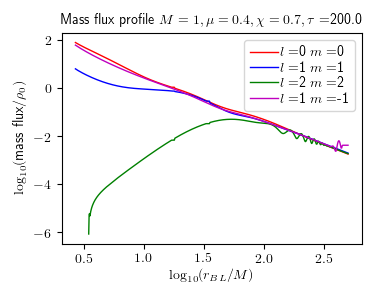 Mass flux profile M = 1, μ = 0.4, χ = 0.7, τ =200.0
log₁₀(mass flux/ρ₀)
2
0
−2
−4
−6
l =0 m =0
l =1 m =1
l =2 m =2
l =1 m =-1
0.5 1.0 1.5 2.0 2.5
log₁₀(r_{BL}/M)